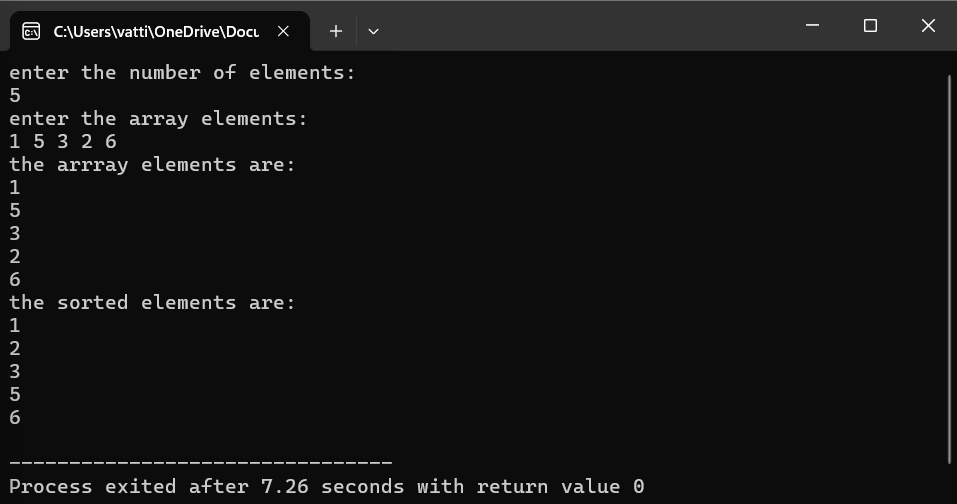 C:\Users\vatti\OneDrive\Docu
enter the number of elements:
5
enter the array elements:
1 5 3 2 6
the arrray elements are:
1
5
3
2
6
the sorted elements are:
1
2
3
5
6
--------------------------------
Process exited after 7.26 seconds with return value 0